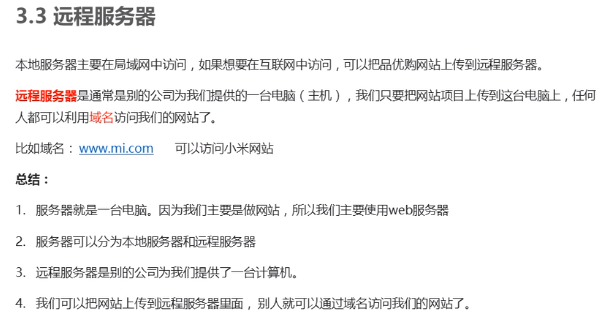 3.3 远程服务器
本地服务器主要在局域网中访问，如果想要在互联网中访问，可以把品优购网站上传到远程服务器。
远程服务器是通常是别的公司为我们提供的一台电脑（主机），我们只要把网站项目上传到这台电脑上，任何
人都可以利用域名访问我们的网站了。
比如域名：www.mi.com 可以访问小米网站
总结：
1. 服务器就是一台电脑。因为我们主要是做网站，所以我们主要使用web服务器
2. 服务器可以分为本地服务器和远程服务器
3. 远程服务器是别的公司为我们提供了一台计算机。
4. 我们可以把网站上传到远程服务器里面，别人就可以通过域名访问我们的网站了。